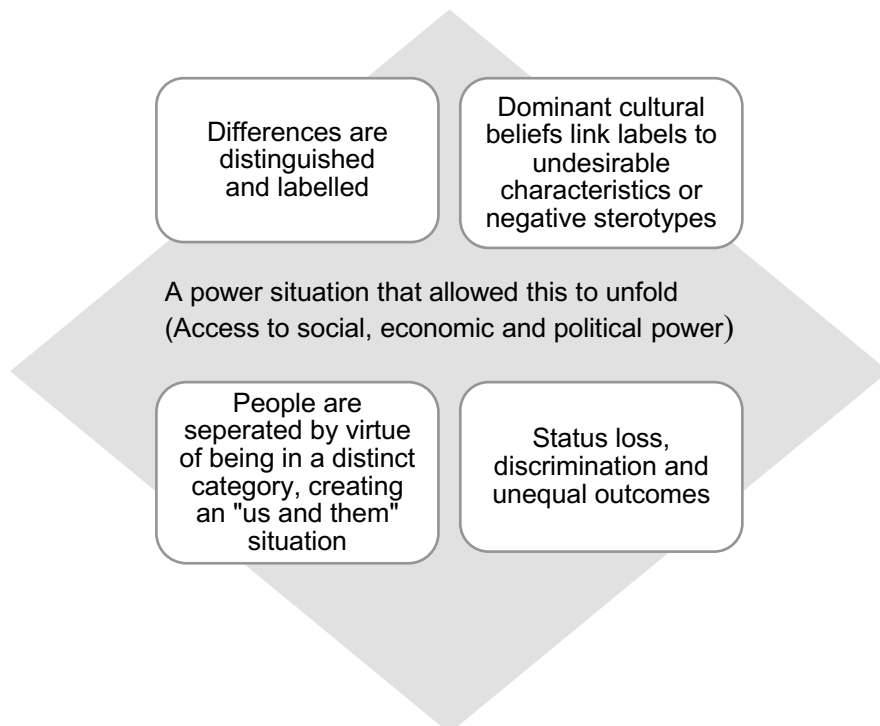 Differences are
distinguished
and labelled
Dominant cultural
beliefs link labels to
undesirable
characteristics or
negative sterotypes
A power situation that allowed this to unfold
(Access to social, economic and political power)
People are
seperated by virtue
of being in a distinct
category, creating
an "us and them"
situation
Status loss,
discrimination and
unequal outcomes